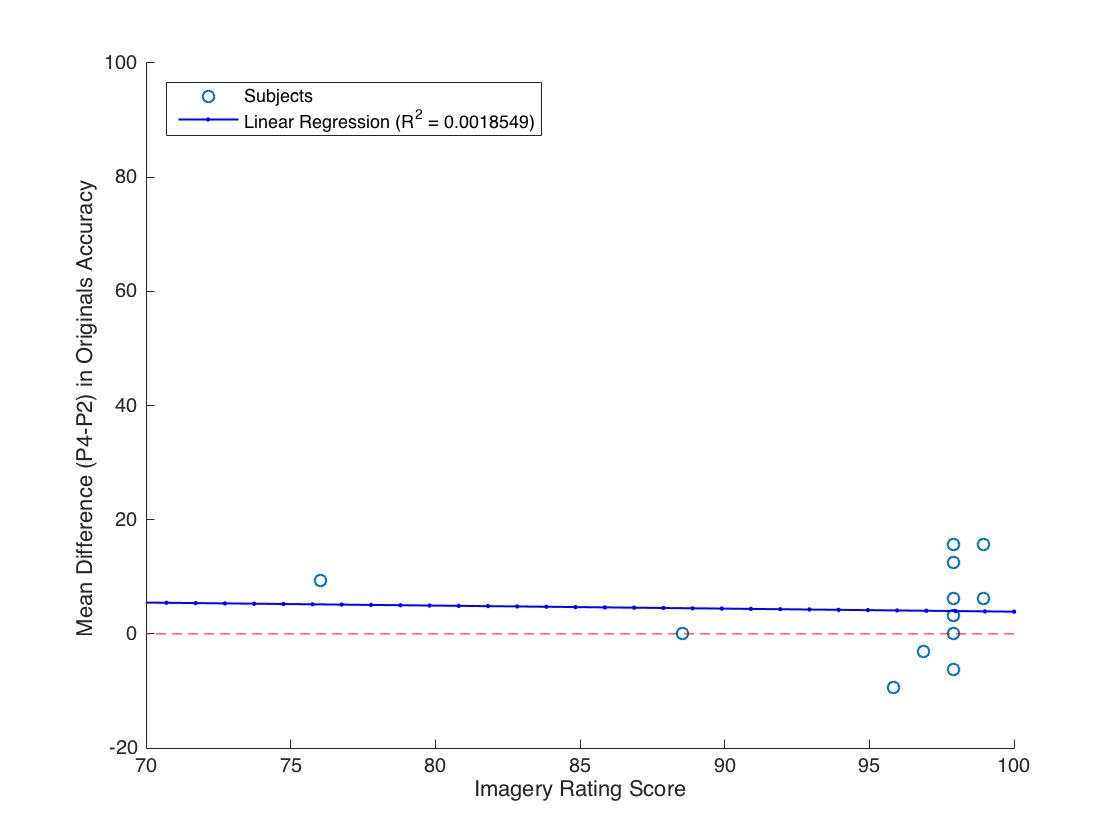 100
80
60
40
20
0
-20
Mean Difference (P4-P2) in Originals Accuracy
Subjects
Linear Regression (R² = 0.0018549)
70 75 80 85 90 95 100
Imagery Rating Score